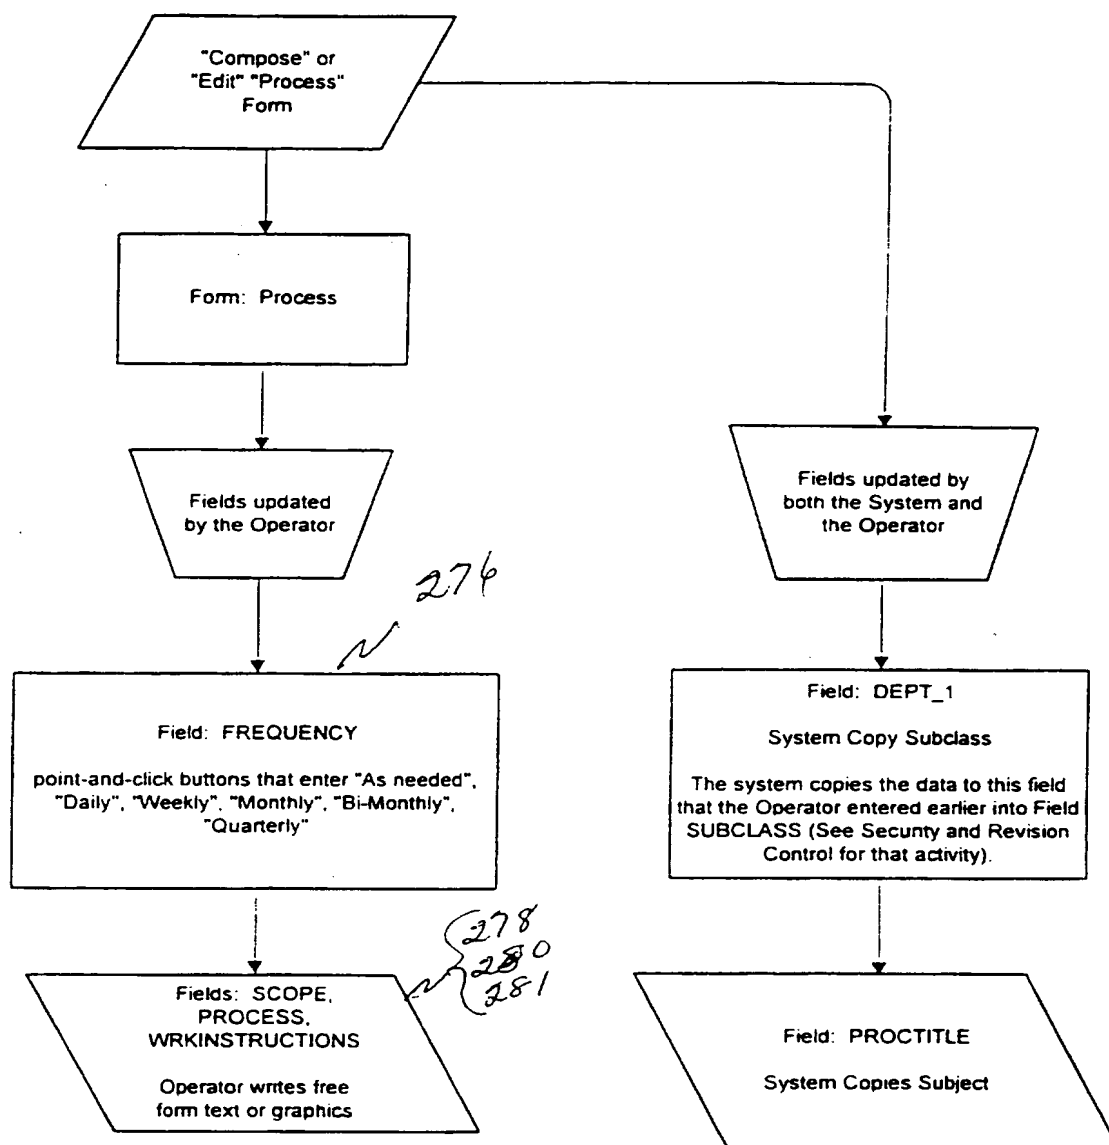 "Compose" or
"Edit" "Process"
Form
Form: Process
Fields updated
by the Operator
Fields updated by
both the System and
the Operator
276
Field: FREQUENCY
point-and-click buttons that enter "As needed",
"Daily", "Weekly", "Monthly", "Bi-Monthly",
"Quarterly"
Field: DEPT_1
System Copy Subclass
The system copies the data to this field
that the Operator entered earlier into Field
SUBCLASS (See Security and Revision
Control for that activity).
278
280
281
Fields: SCOPE,
PROCESS,
WRKINSTRUCTIONS
Operator writes free
form text or graphics
Field: PROCTITLE
System Copies Subject